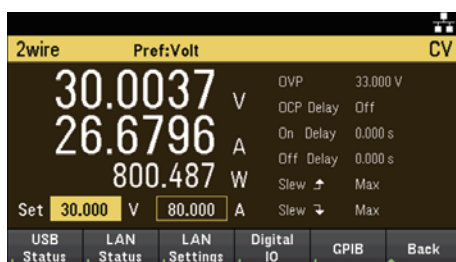 2wire Pref:Volt CV
30.0037 V
26.6796 A
800.487 W
OVP 33.000 V
OCP Delay Off
On Delay 0.000 s
Off Delay 0.000 s
Slew Max
Slew Max
Set 30.000 V 80.000 A
USB Status
LAN Status
LAN Settings
Digital IO
GPIB
Back